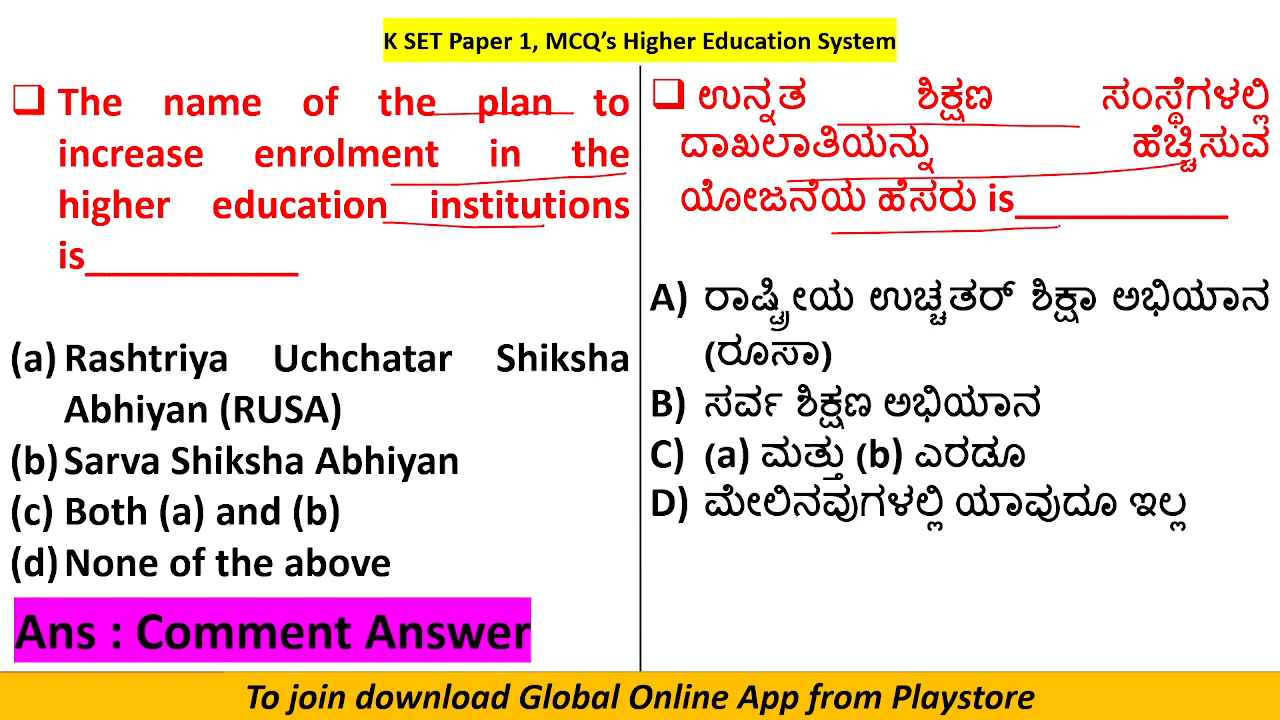 K SET Paper 1, MCQ's Higher Education System
❑ The name of the plan to
increase enrolment in the
higher education institutions
is__________
(a) Rashtriya Uchchatar Shiksha
Abhiyan (RUSA)
(b) Sarva Shiksha Abhiyan
(c) Both (a) and (b)
(d) None of the above
Ans : Comment Answer
❑ ಉನ್ನತ ಶಿಕ್ಷಣ ಸಂಸ್ಥೆಗಳಲ್ಲಿ
ದಾಖಲಾತಿಯನ್ನು ಹೆಚ್ಚಿಸುವ
ಯೋಜನೆಯ ಹೆಸರು is__________
A) ರಾಷ್ಟ್ರೀಯ ಉಚ್ಚತರ್ ಶಿಕ್ಷಾ ಅಭಿಯಾನ
(ರೂಸಾ)
B) ಸರ್ವ ಶಿಕ್ಷಣ ಅಭಿಯಾನ
C) (a) ಮತ್ತು (b) ಎರಡೂ
D) ಮೇಲಿನವುಗಳಲ್ಲಿ ಯಾವುದೂ ಇಲ್ಲ
To join download Global Online App from Playstore